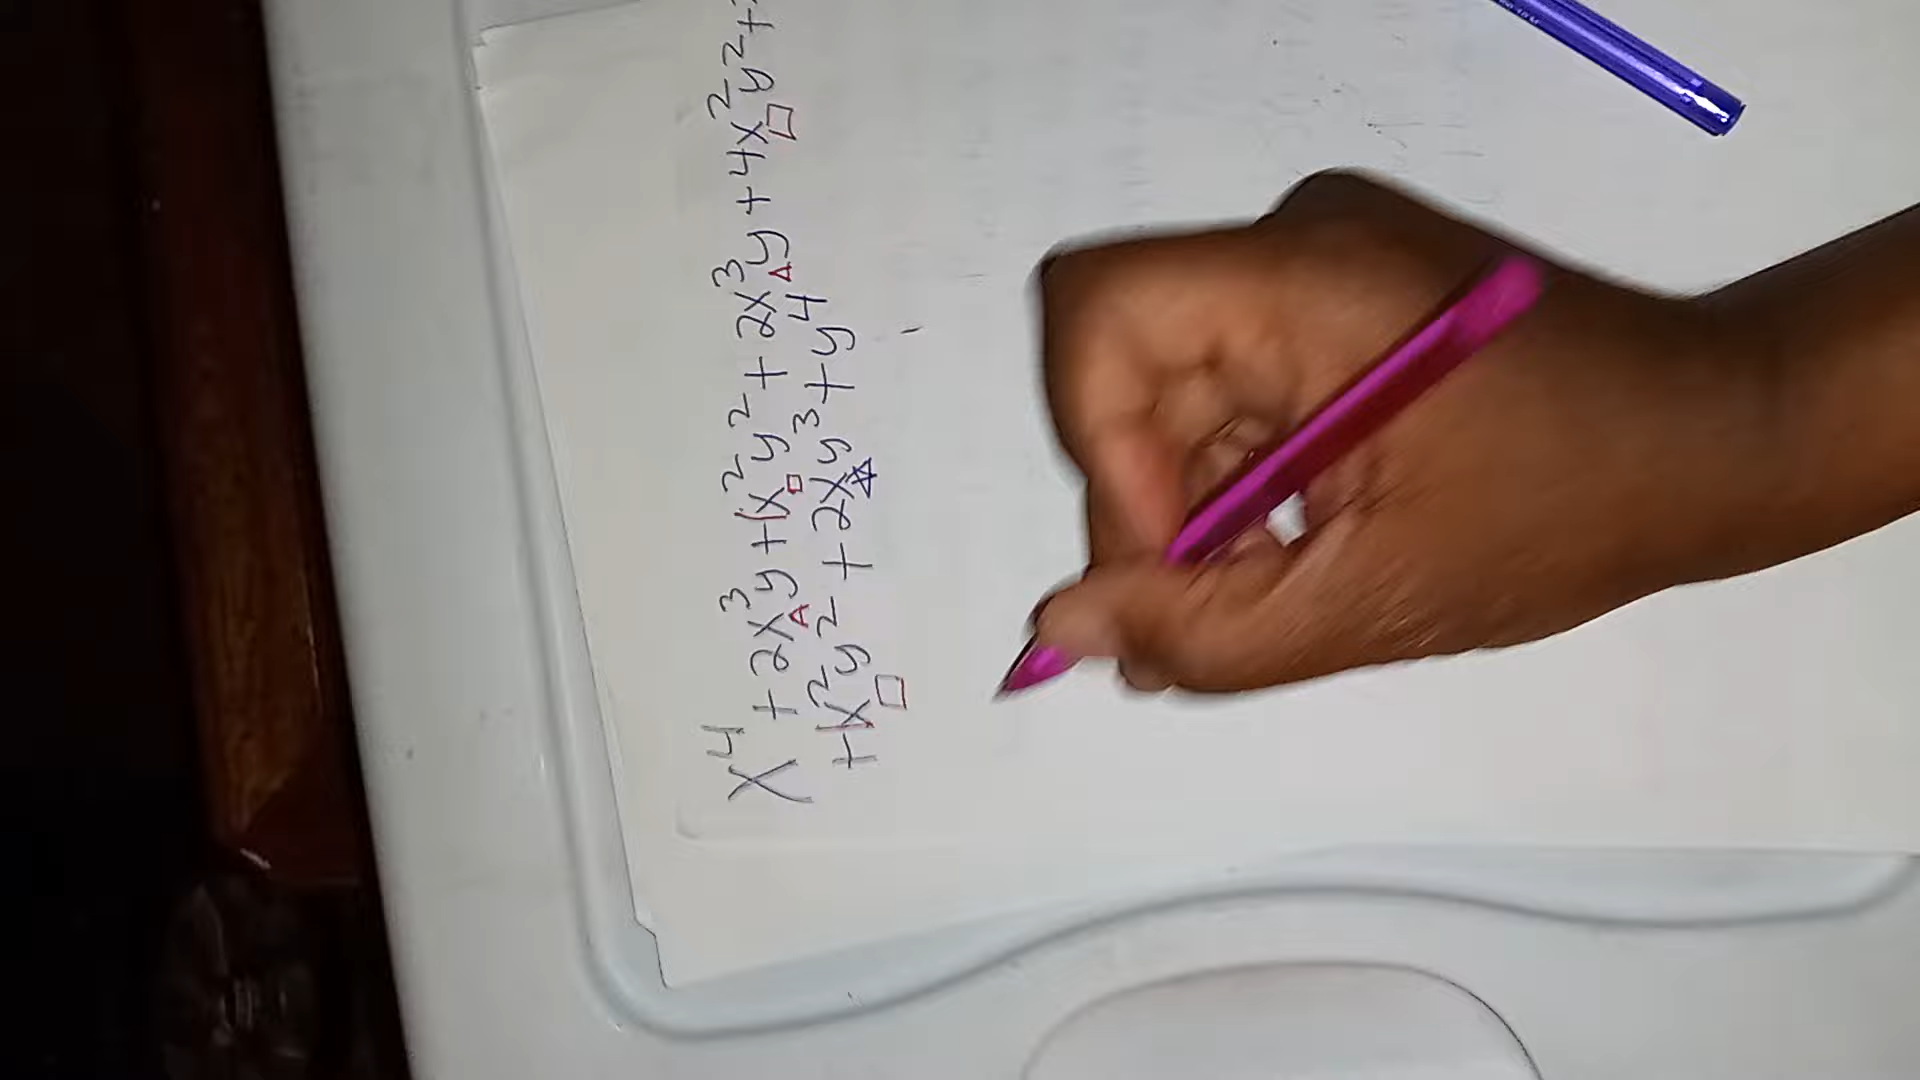 x⁴ + 2x³y + 1x²y² + 2x³y + 4x²y² +
+ 1x²y² + 2xy³ + y⁴